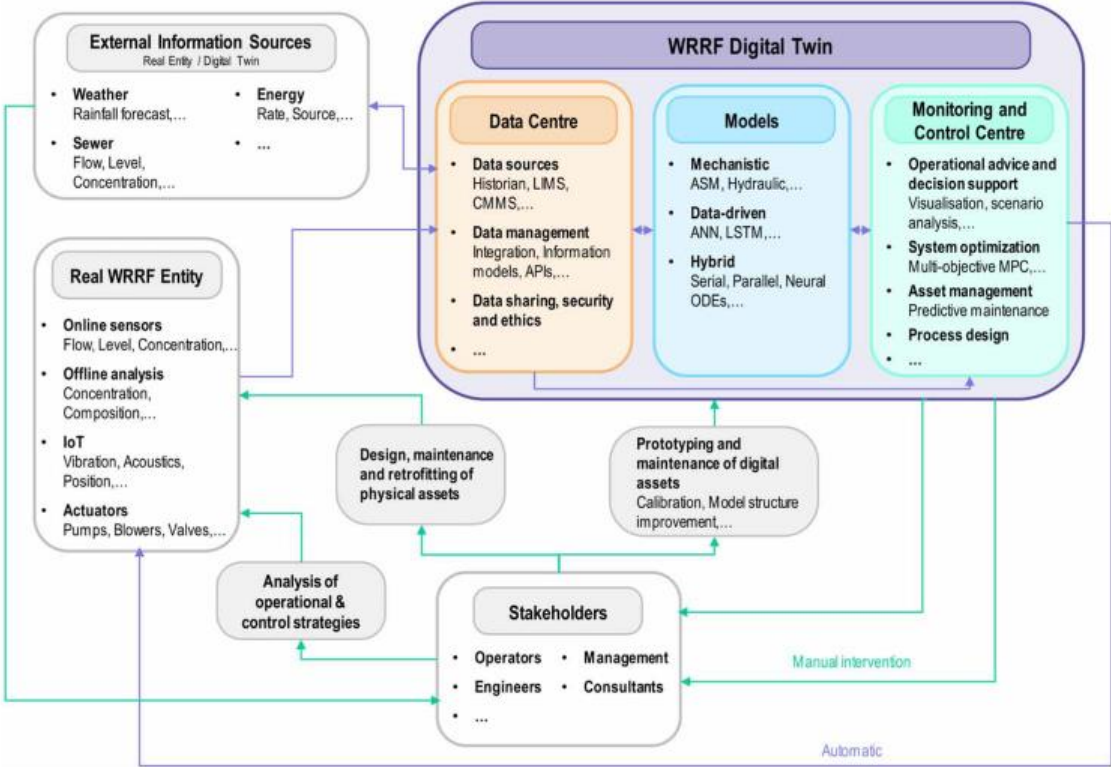 External Information Sources
Real Entity / Digital Twin
• Weather
Rainfall forecast,…
• Sewer
Flow, Level,
Concentration,…
• Energy
Rate, Source,…
• …
WRRF Digital Twin
Data Centre
• Data sources
Historian, LIMS,
CMMS,…
• Data management
Integration, Information
models, APIs,…
• Data sharing, security
and ethics
• …
Models
• Mechanistic
ASM, Hydraulic,…
• Data-driven
ANN, LSTM,…
• Hybrid
Serial, Parallel, Neural
ODEs,…
Monitoring and
Control Centre
• Operational advice and
decision support
Visualisation, scenario
analysis,…
• System optimization
Multi-objective MPC,…
• Asset management
Predictive maintenance
• Process design
• …
Real WRRF Entity
• Online sensors
Flow, Level, Concentration,…
• Offline analysis
Concentration,
Composition,…
• IoT
Vibration, Acoustics,
Position,…
• Actuators
Pumps, Blowers, Valves,…
Design, maintenance
and retrofitting of
physical assets
Prototyping and
maintenance of digital
assets
Calibration, Model structure
improvement,…
Analysis of
operational &
control strategies
Stakeholders
• Operators
• Management
• Engineers
• Consultants
• …
Manual intervention
Automatic